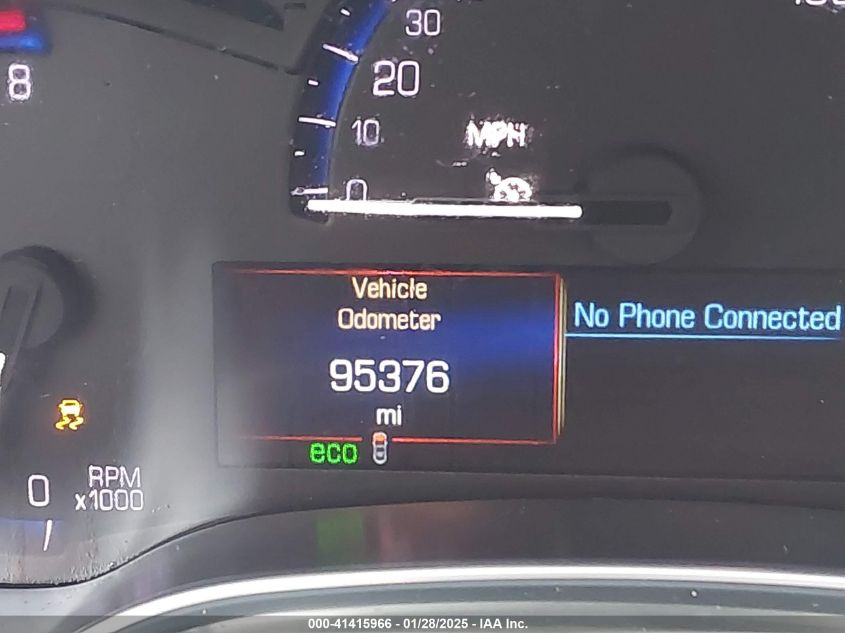 30
20
10
MPH
0
8
Vehicle
Odometer
95376
mi
eco
No Phone Connected
0
RPM
x1000
000-41415966 - 01/28/2025 - IAA Inc.